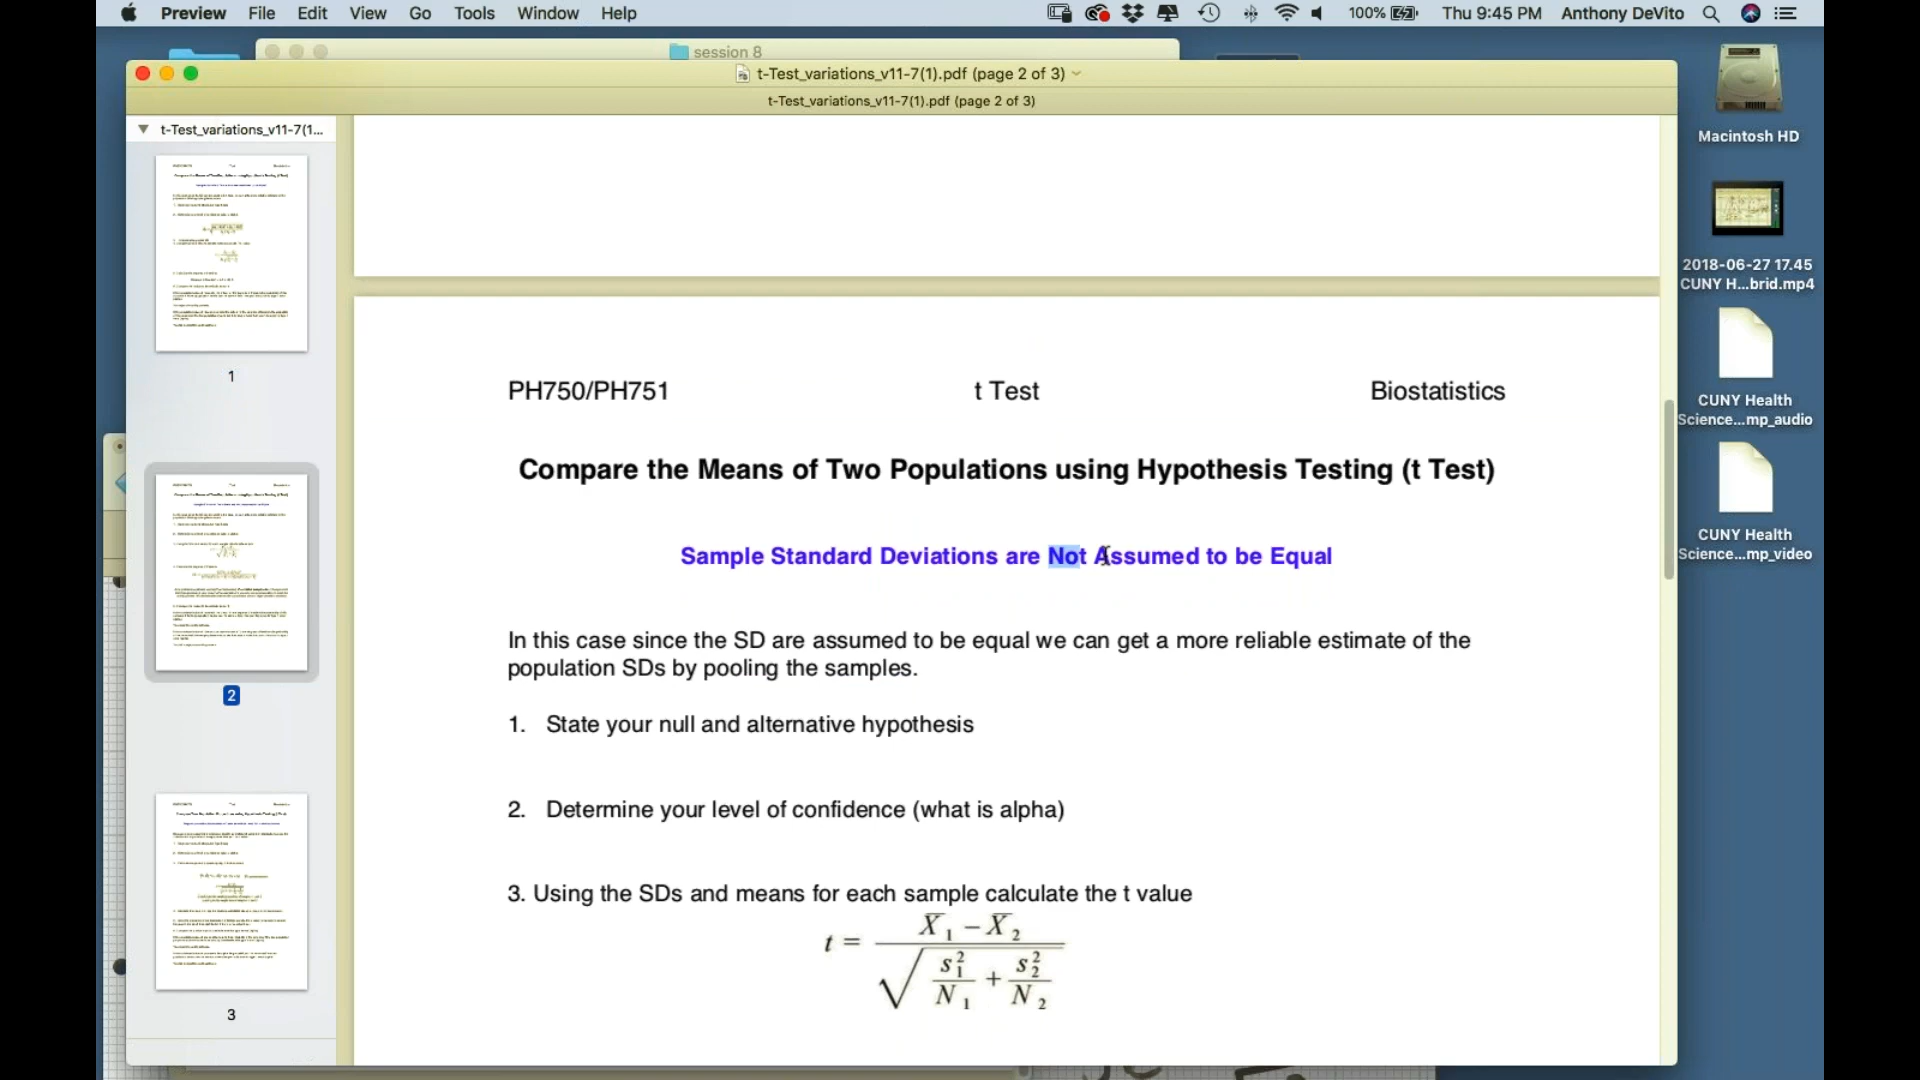 Preview File Edit View Go Tools Window Help
100% Thu 9:45 PM Anthony DeVito
session 8
t-Test_variations_v11-7(1).pdf (page 2 of 3)
t-Test_variations_v11-7(1).pdf (page 2 of 3)
t-Test_variations_v11-7(1...
1
2
3
PH750/PH751 t Test Biostatistics
Compare the Means of Two Populations using Hypothesis Testing (t Test)
Sample Standard Deviations are Not Assumed to be Equal
In this case since the SD are assumed to be equal we can get a more reliable estimate of the
population SDs by pooling the samples.
1. State your null and alternative hypothesis
2. Determine your level of confidence (what is alpha)
3. Using the SDs and means for each sample calculate the t value
t = (X̅₁ − X̅₂) / √(s₁²/N₁ + s₂²/N₂)
Macintosh HD
2018-06-27 17.45
CUNY H...brid.mp4
CUNY Health
Science...mp_audio
CUNY Health
Science...mp_video